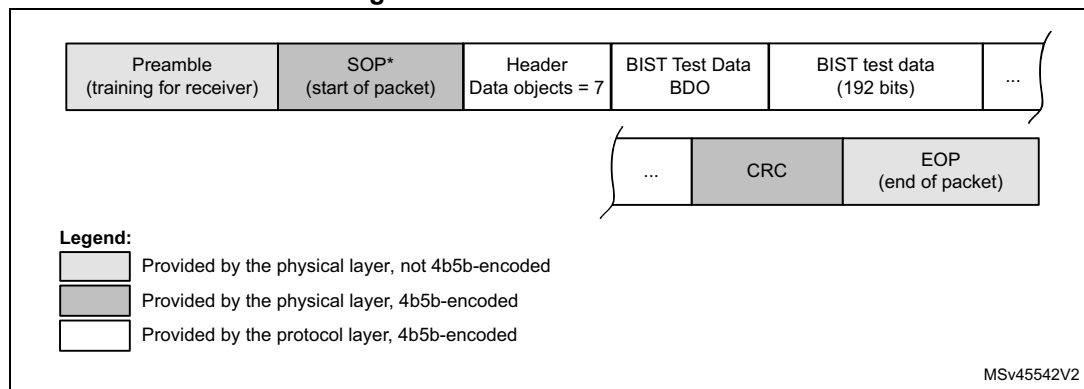 Preamble
(training for receiver)
SOP*
(start of packet)
Header
Data objects = 7
BIST Test Data
BDO
BIST test data
(192 bits)
...
...
CRC
EOP
(end of packet)
Legend:
Provided by the physical layer, not 4b5b-encoded
Provided by the physical layer, 4b5b-encoded
Provided by the protocol layer, 4b5b-encoded
MSv45542V2